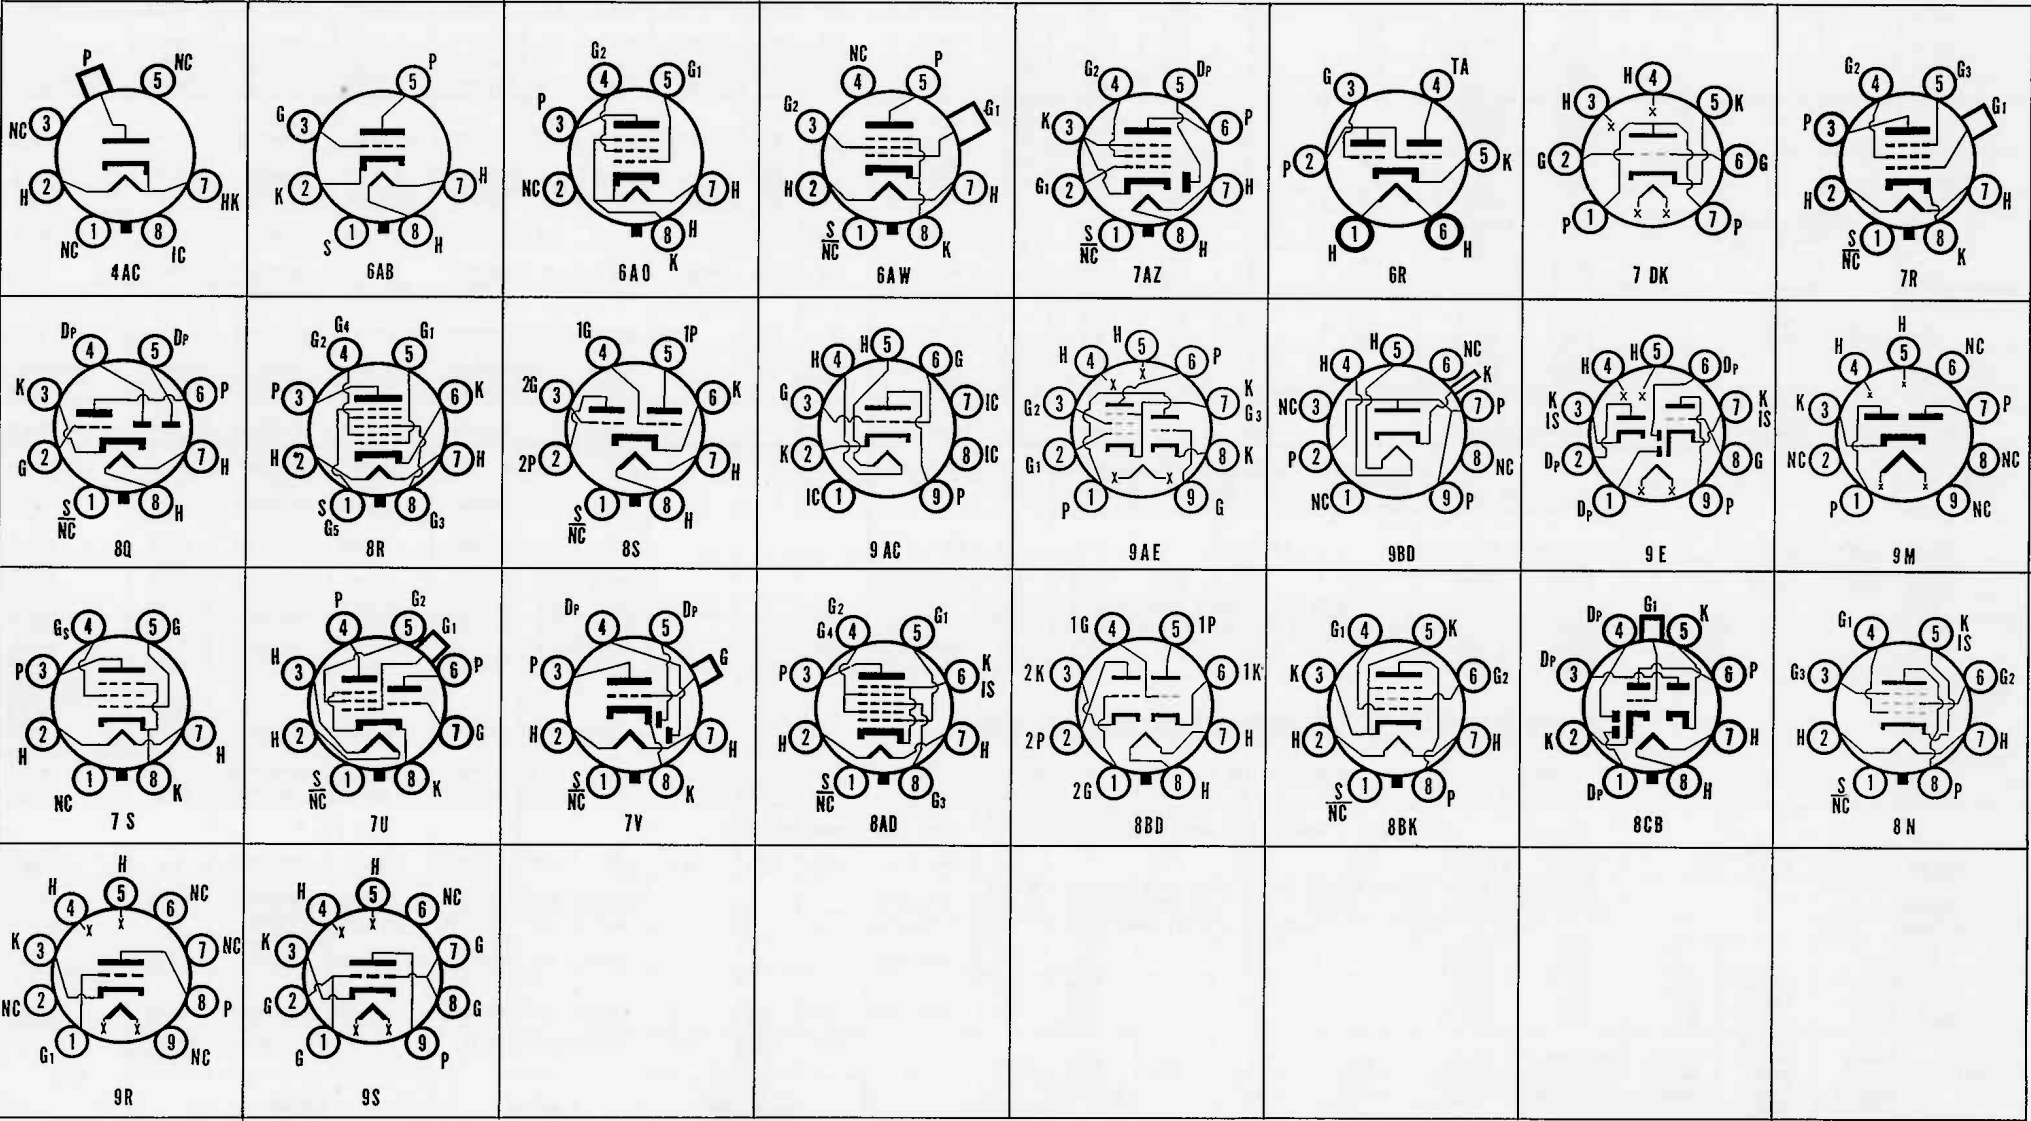 P NC
5
NC 3
H 2 7 HK
NC 1 8 IC
4AC
P
5
G 3
K 2 7 H
S 1 8 H
6AB
G2 G1
4 5
P 3
NC 2 7 H
8 H
K
6AO
NC P
4 5
G2 3 G1
H 2 7 H
S/NC 1 8 K
6AW
G2 4 5 DP
K 3 6 P
G1 2 7 H
S/NC 1 8 H
7AZ
G 3 4 TA
P 2 5 K
H 1 6 H
6R
H 4
H 3 5 K
G 2 6 G
P 1 7 P
7 DK
G2 4 5 G3
P 3 G1
H 2 7 H
S/NC 1 8 K
7R
DP 4 5 DP
K 3 6 P
G 2 7 H
S/NC 1 8 H
8Q
G4 G1
G2 4 5
P 3 6 K
H 2 7 H
S 1 8 G3
G5
8R
1G 1P
4 5
2G 3 6 K
2P 2 7 H
S/NC 1 8 H
8S
H 5
H 4 6 G
G 3 7 IC
K 2 8 IC
IC 1 9 P
9 AC
H 5
H 4 6 P
G2 3 7 K
G3
G1 2 8 K
P 1 9 G
9AE
H 5
H 4 6 NC
K
NC 3 7 P
P 2 8 NC
NC 1 9 P
9BD
H 5
H 4 6 DP
K 3 7 K
IS IS
DP 2 8 G
DP 1 9 P
9 E
H
5
H 4 6 NC
K 3 7 P
NC 2 8 NC
P 1 9 NC
9 M
GS 4 5 G
P 3
H 2 7 H
NC 1 8 K
7 S
P G2
4 5 G1
H 3 6 P
H 2 7 G
S/NC 1 8 K
7U
DP DP
4 5
P 3 G
H 2 7 H
S/NC 1 8 K
7V
G2 G1
G4 4 5
P 3 6 K
IS
H 2 7 H
S/NC 1 8 G3
8AD
1G 4 5 1P
2K 3 6 1K
2P 2 7 H
2G 1 8 H
8BD
G1 4 5 K
K 3 6 G2
H 2 7 H
S/NC 1 8 P
8BK
DP G1 K
4 5
DP 3 6 P
K 2 7 H
DP 1 8 H
8CB
G1 4 5 K
IS
G3 3 6 G2
H 2 7 H
S/NC 1 8 P
8N
H
5
H 4 6 NC
K 3 7 NC
NC 2 8 P
G1 1 9 NC
9R
H
5
H 4 6 NC
K 3 7 G
G 2 8 G
G 1 9 P
9S